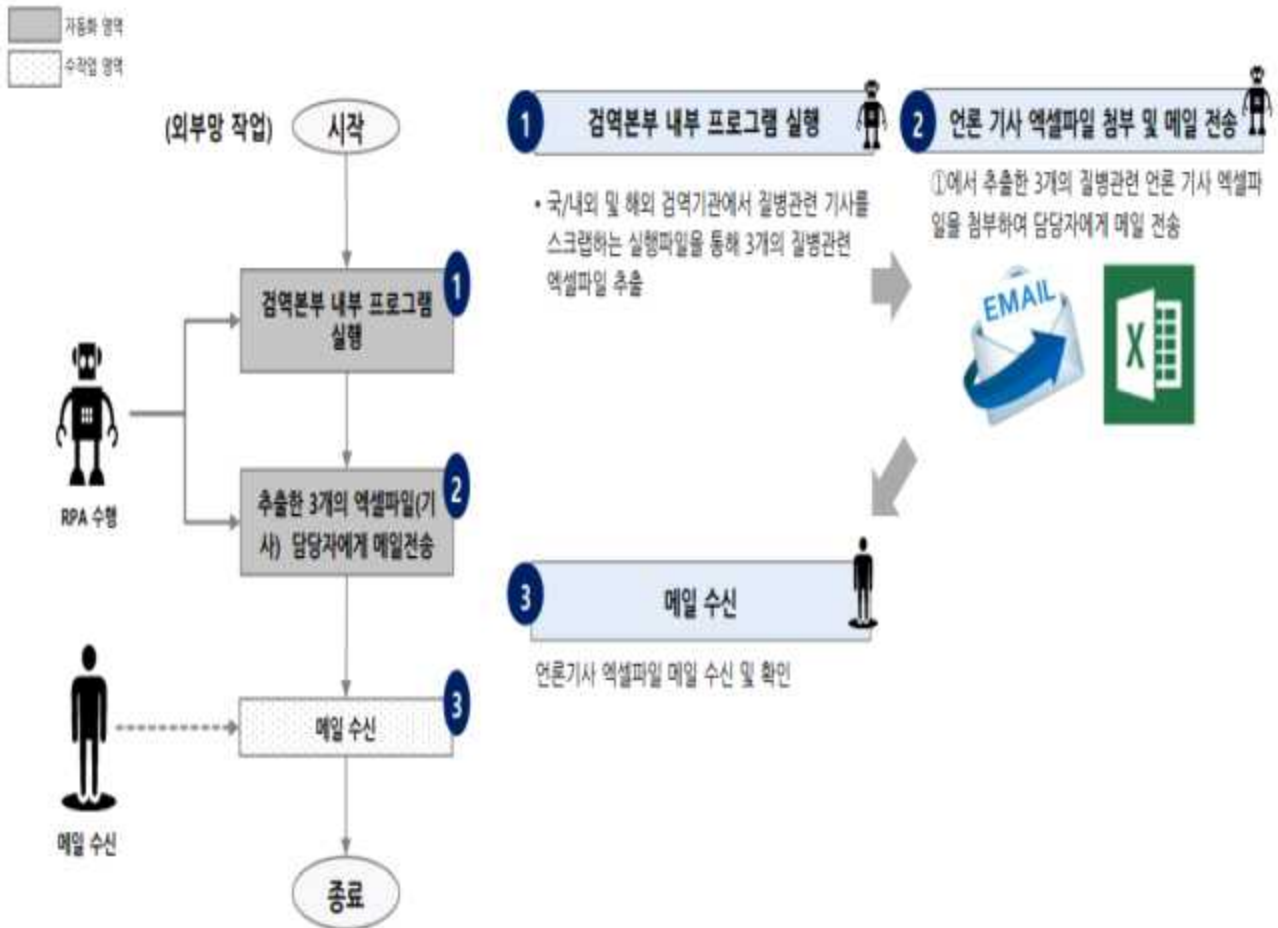 자동화 영역
수작업 영역
(외부망 작업)
시작
검역본부 내부 프로그램
실행
1
추출한 3개의 엑셀파일(기
사) 담당자에게 메일전송
2
RPA 수행
메일 수신
3
메일 수신
종료
1
검역본부 내부 프로그램 실행
• 국/내외 및 해외 검역기관에서 질병관련 기사를
스크랩하는 실행파일을 통해 3개의 질병관련
엑셀파일 추출
2
언론 기사 엑셀파일 첨부 및 메일 전송
①에서 추출한 3개의 질병관련 언론 기사 엑셀파
일을 첨부하여 담당자에게 메일 전송
EMAIL
X
3
메일 수신
언론기사 엑셀파일 메일 수신 및 확인